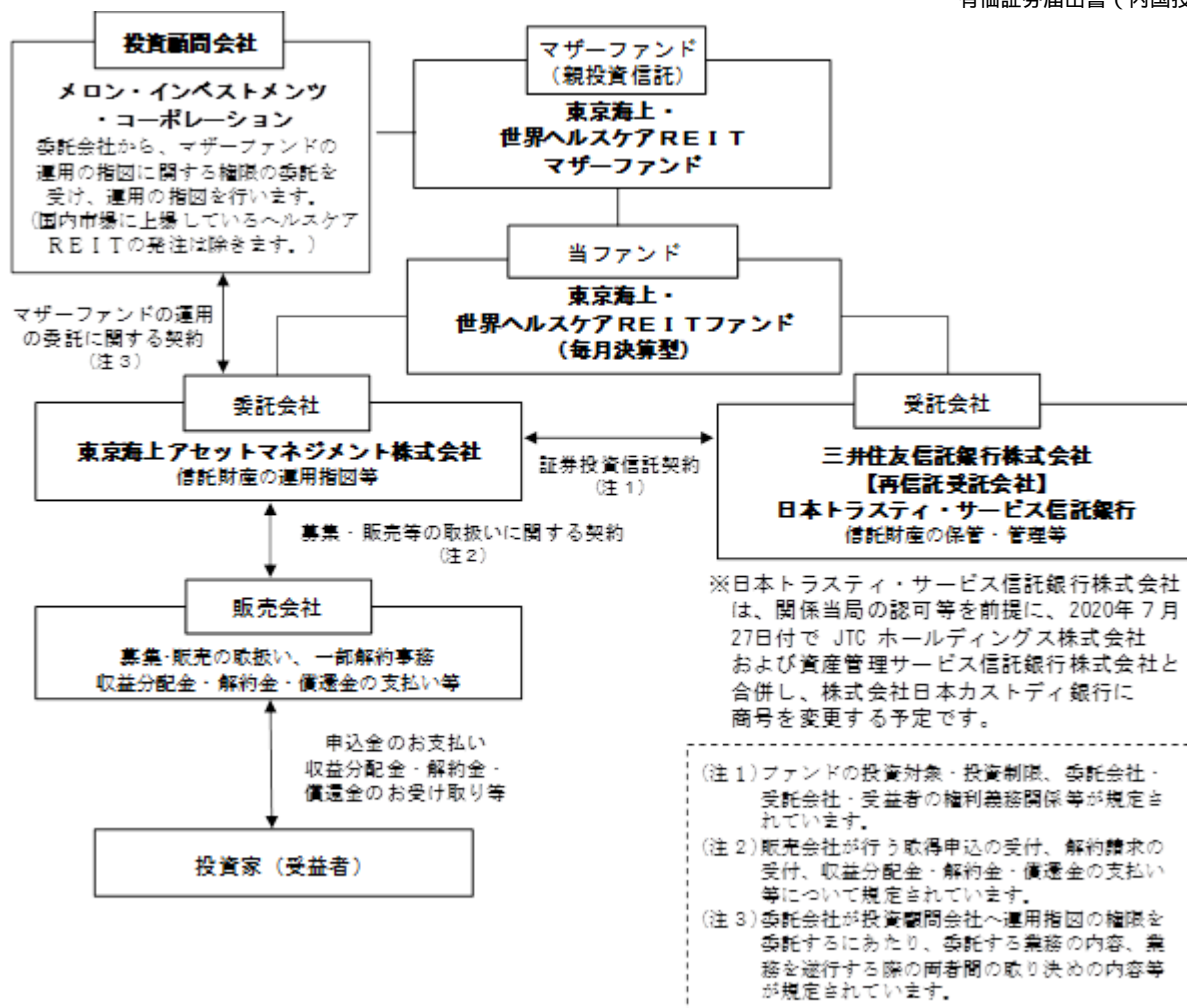 有価証券届出書（内国投
投資顧問会社
メロン・インベストメンツ
・コーポレーション
委託会社から、マザーファンドの
運用の指図に関する権限の委託を
受け、運用の指図を行います。
（国内市場に上場しているヘルスケア
ＲＥＩＴの発注は除きます。）
マザーファンド
（親投資信託）
東京海上・
世界ヘルスケアＲＥＩＴ
マザーファンド
当ファンド
東京海上・
世界ヘルスケアＲＥＩＴファンド
（毎月決算型）
マザーファンドの運用
の委託に関する契約
（注３）
委託会社
東京海上アセットマネジメント株式会社
信託財産の運用指図等
証券投資信託契約
（注１）
受託会社
三井住友信託銀行株式会社
【再信託受託会社】
日本トラスティ・サービス信託銀行
信託財産の保管・管理等
募集・販売等の取扱いに関する契約
（注２）
販売会社
募集・販売の取扱い、一部解約事務
収益分配金・解約金・償還金の支払い等
※日本トラスティ・サービス信託銀行株式会社
は、関係当局の認可等を前提に、2020年７月
27日付で JTC ホールディングス株式会社
および資産管理サービス信託銀行株式会社と
合併し、株式会社日本カストディ銀行に
商号を変更する予定です。
申込金のお支払い
収益分配金・解約金・
償還金のお受け取り等
投資家（受益者）
（注１）ファンドの投資対象・投資制限、委託会社・
受託会社・受益者の権利義務関係等が規定さ
れています。
（注２）販売会社が行う取得申込の受付、解約請求の
受付、収益分配金・解約金・償還金の支払い
等について規定されています。
（注３）委託会社が投資顧問会社へ運用指図の権限を
委託するにあたり、委託する業務の内容、業
務を遂行する際の両者間の取り決めの内容等
が規定されています。